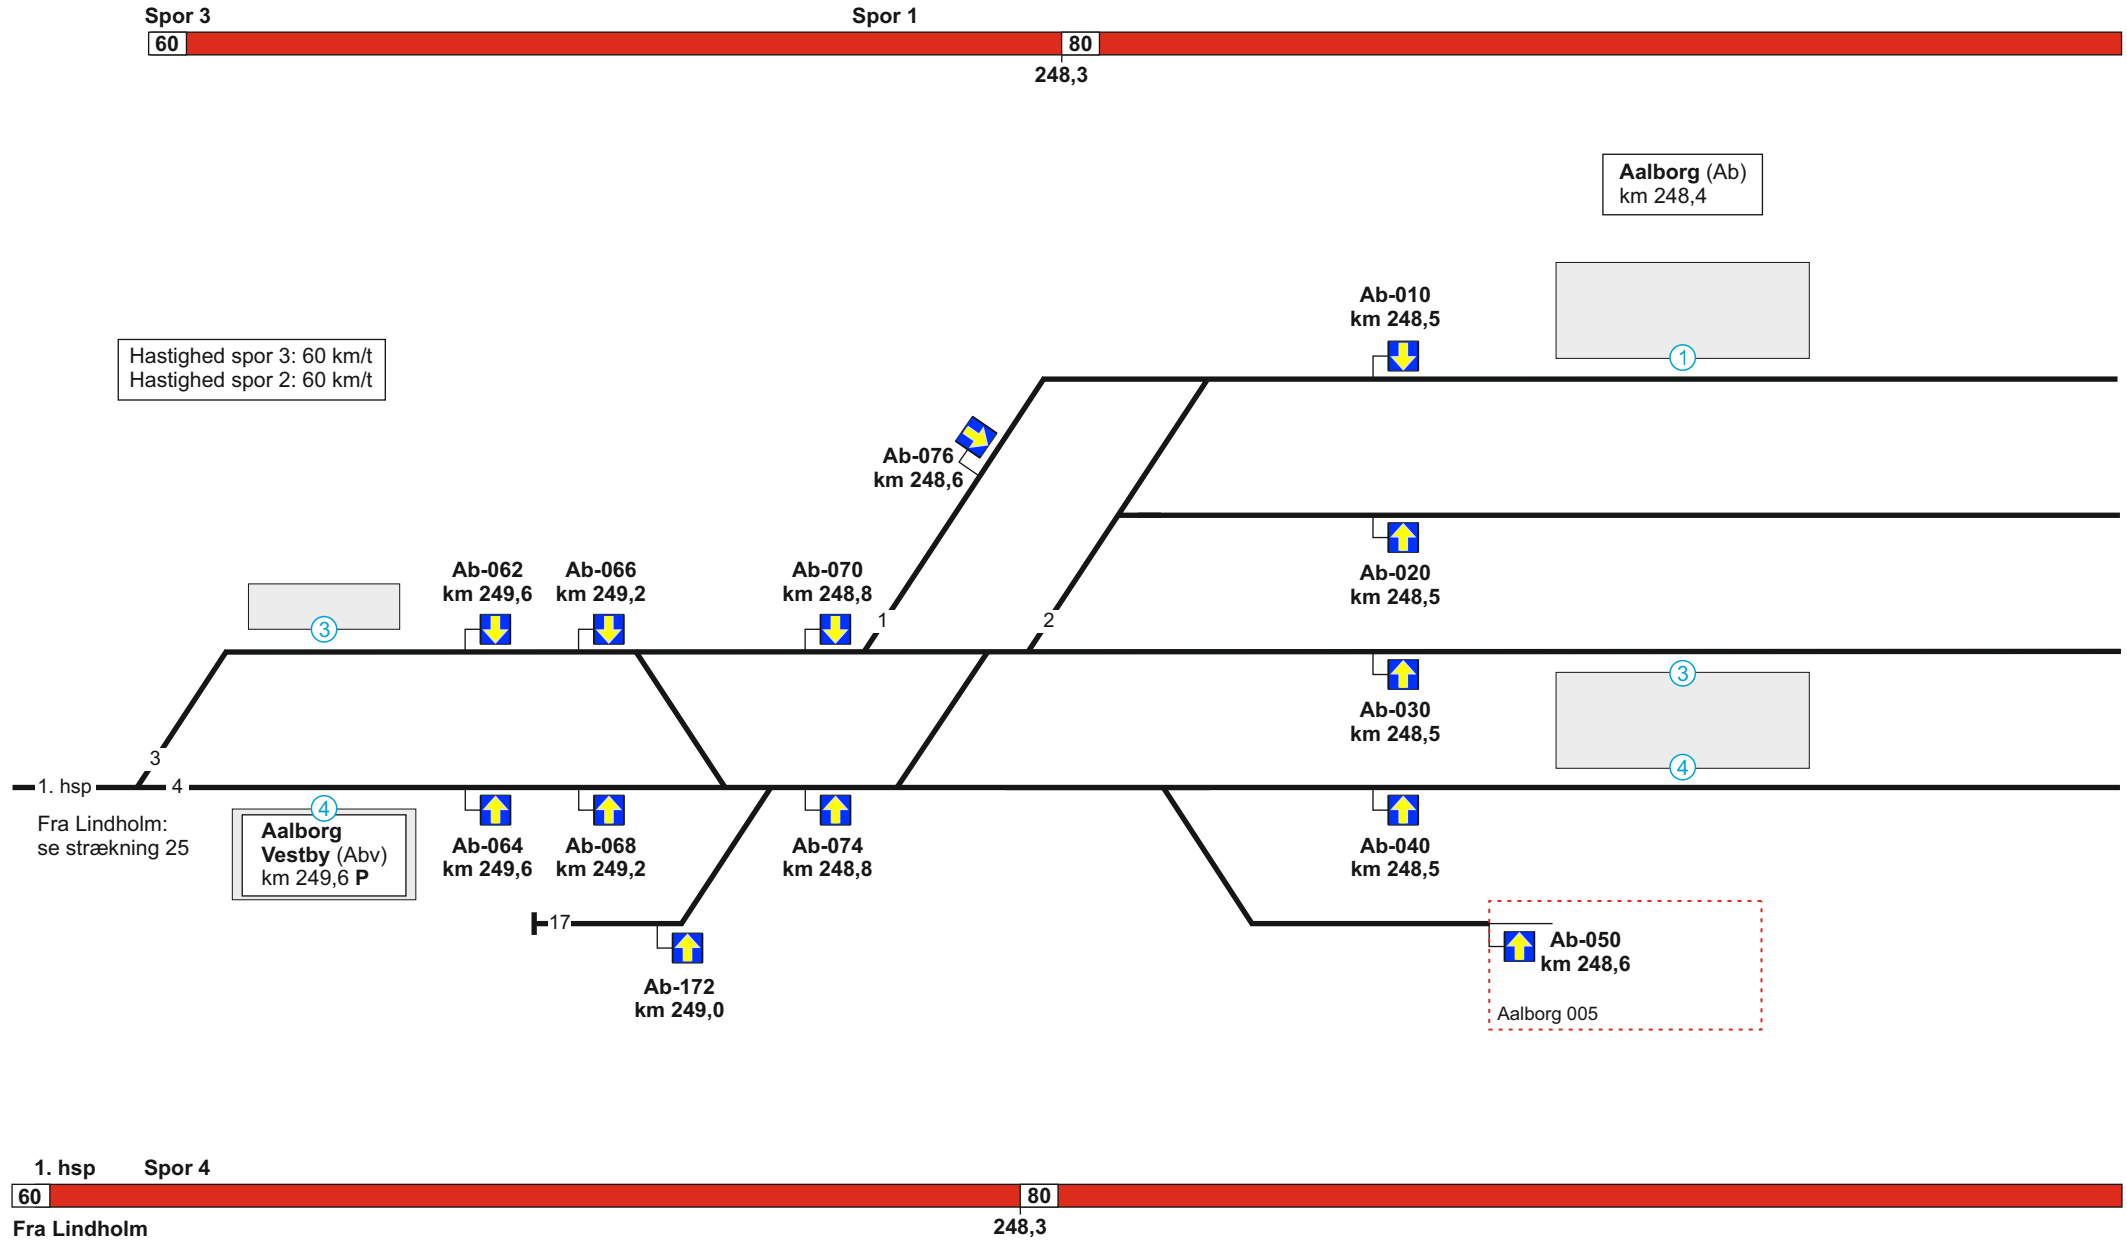 Spor 3
Spor 1
60
80
248,3
Aalborg (Ab)
km 248,4
Ab-010
km 248,5
1
Hastighed spor 3: 60 km/t
Hastighed spor 2: 60 km/t
Ab-076
km 248,6
Ab-020
km 248,5
Ab-062
km 249,6
Ab-066
km 249,2
Ab-070
km 248,8
1
2
3
3
Ab-030
km 248,5
3
4
1. hsp
4
Fra Lindholm:
se strækning 25
4
Aalborg
Vestby (Abv)
km 249,6 P
Ab-064
km 249,6
Ab-068
km 249,2
Ab-074
km 248,8
Ab-040
km 248,5
17
Ab-172
km 249,0
Ab-050
km 248,6
Aalborg 005
1. hsp
Spor 4
60
80
Fra Lindholm
248,3